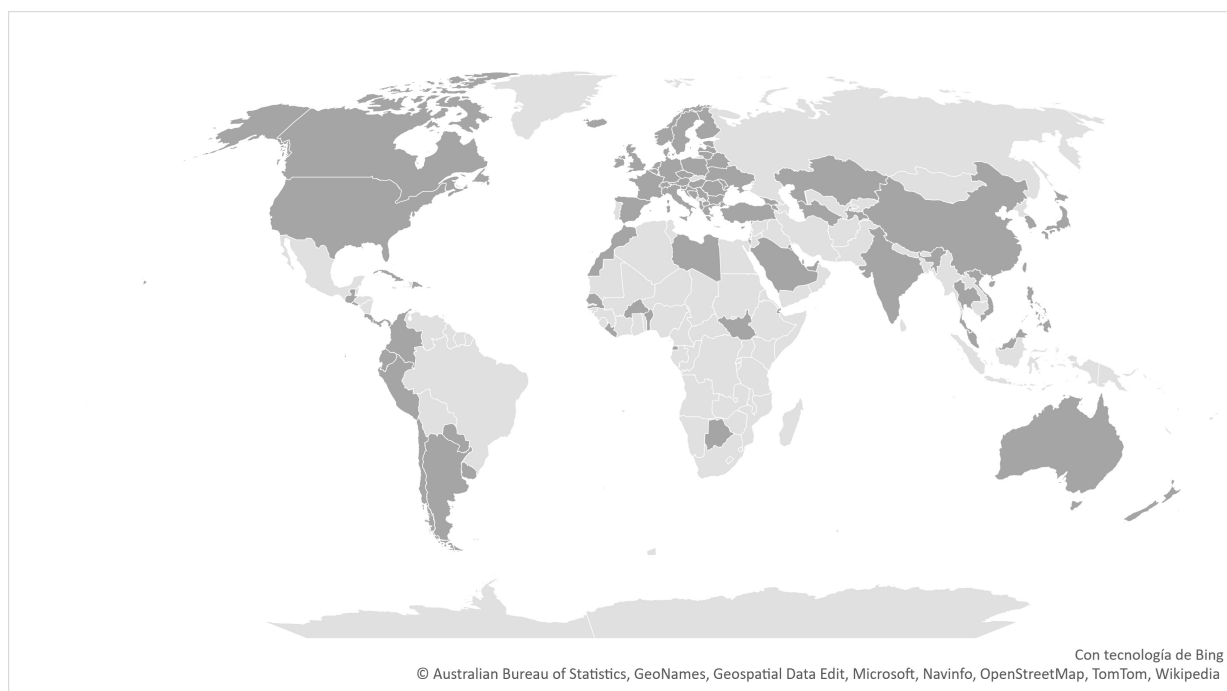 Con tecnología de Bing
© Australian Bureau of Statistics, GeoNames, Geospatial Data Edit, Microsoft, Navinfo, OpenStreetMap, TomTom, Wikipedia